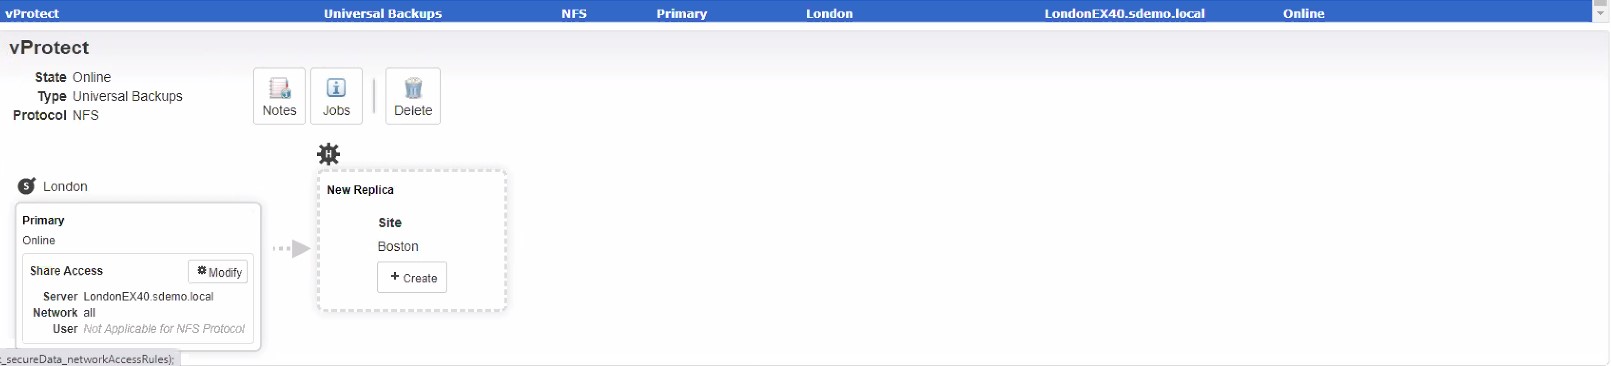 vProtect Universal Backups NFS Primary London LondonEX40.sdemo.local Online
vProtect
State Online
Type Universal Backups
Protocol NFS
Notes Jobs Delete
H
S London
New Replica
Primary
Site
Online
Boston
Share Access Modify
+ Create
Server LondonEX40.sdemo.local
Network all
User Not Applicable for NFS Protocol
_secureData_networkAccessRules);